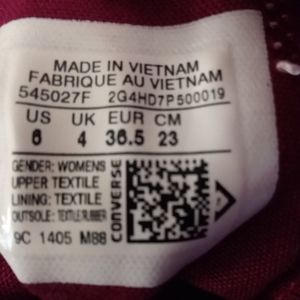 MADE IN VIETNAM
FABRIQUE AU VIETNAM
545027F 2G4HD7P500019
US UK EUR CM
6 4 36.5 23
GENDER: WOMENS
UPPER TEXTILE
LINING: TEXTILE
OUTSOLE: TEXTILE/RUBBER
9C 1405 M88
CONVERSE